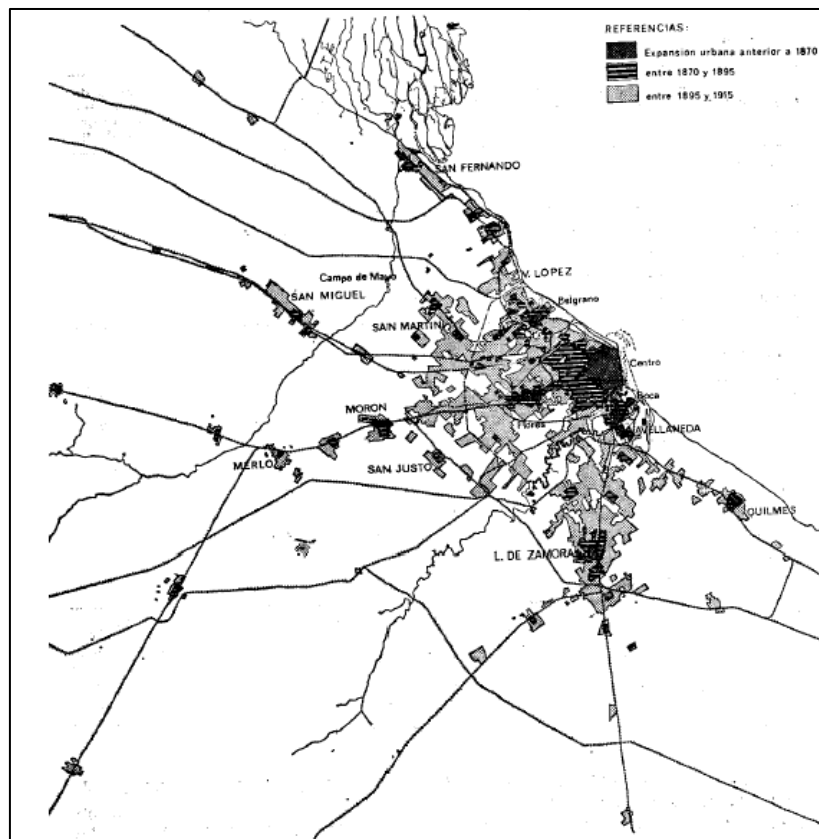 REFERENCIAS:
Expansión urbana anterior a 1870
entre 1870 y 1895
entre 1895 y 1915
SAN FERNANDO
V. LOPEZ
Campo de Mayo
SAN MIGUEL
Belgrano
SAN MARTIN
Centro
Boca
MORON
Flores
AVELLANEDA
MERLO
SAN JUSTO
QUILMES
L. DE ZAMORA